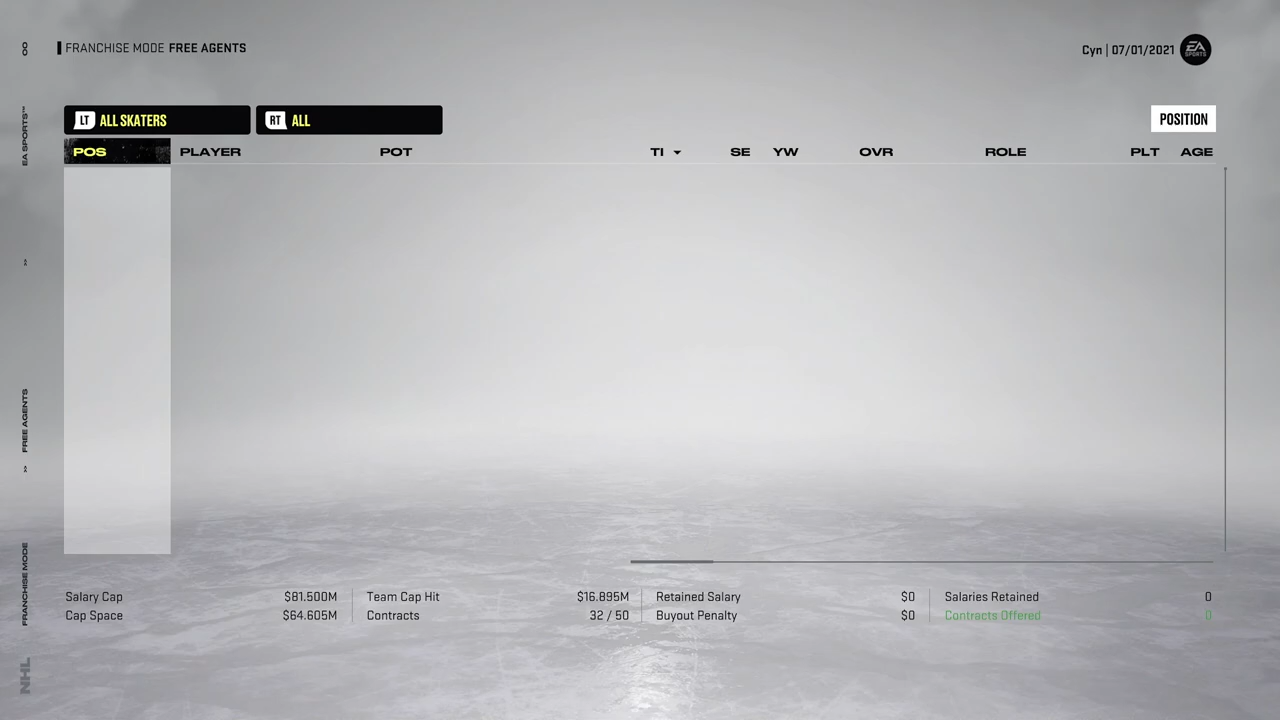 FRANCHISE MODE FREE AGENTS
Cyn | 07/01/2021
EA SPORTS
LT ALL SKATERS
RT ALL
POSITION
POS PLAYER POT TI SE YW OVR ROLE PLT AGE
Salary Cap $81.500M Team Cap Hit $16.895M Retained Salary $0 Salaries Retained 0
Cap Space $64.605M Contracts 32 / 50 Buyout Penalty $0 Contracts Offered 0
NHL FRANCHISE MODE » FREE AGENTS » EA SPORTS™